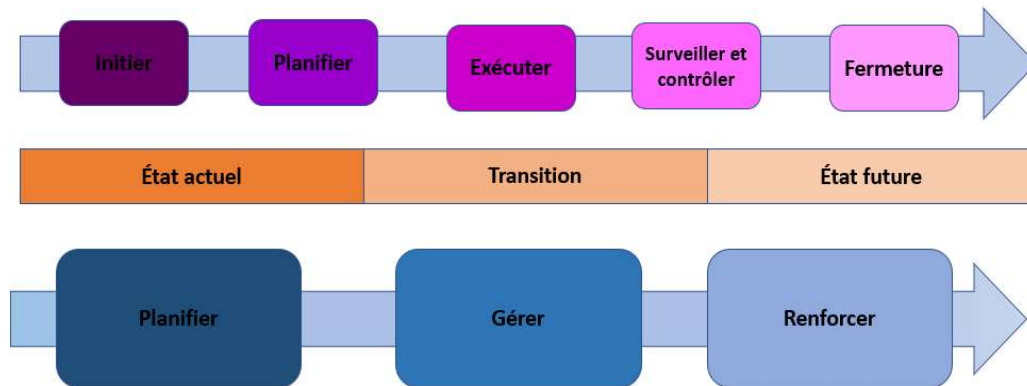 Initier
Planifier
Exécuter
Surveiller et
contrôler
Fermeture
État actuel
Transition
État future
Planifier
Gérer
Renforcer